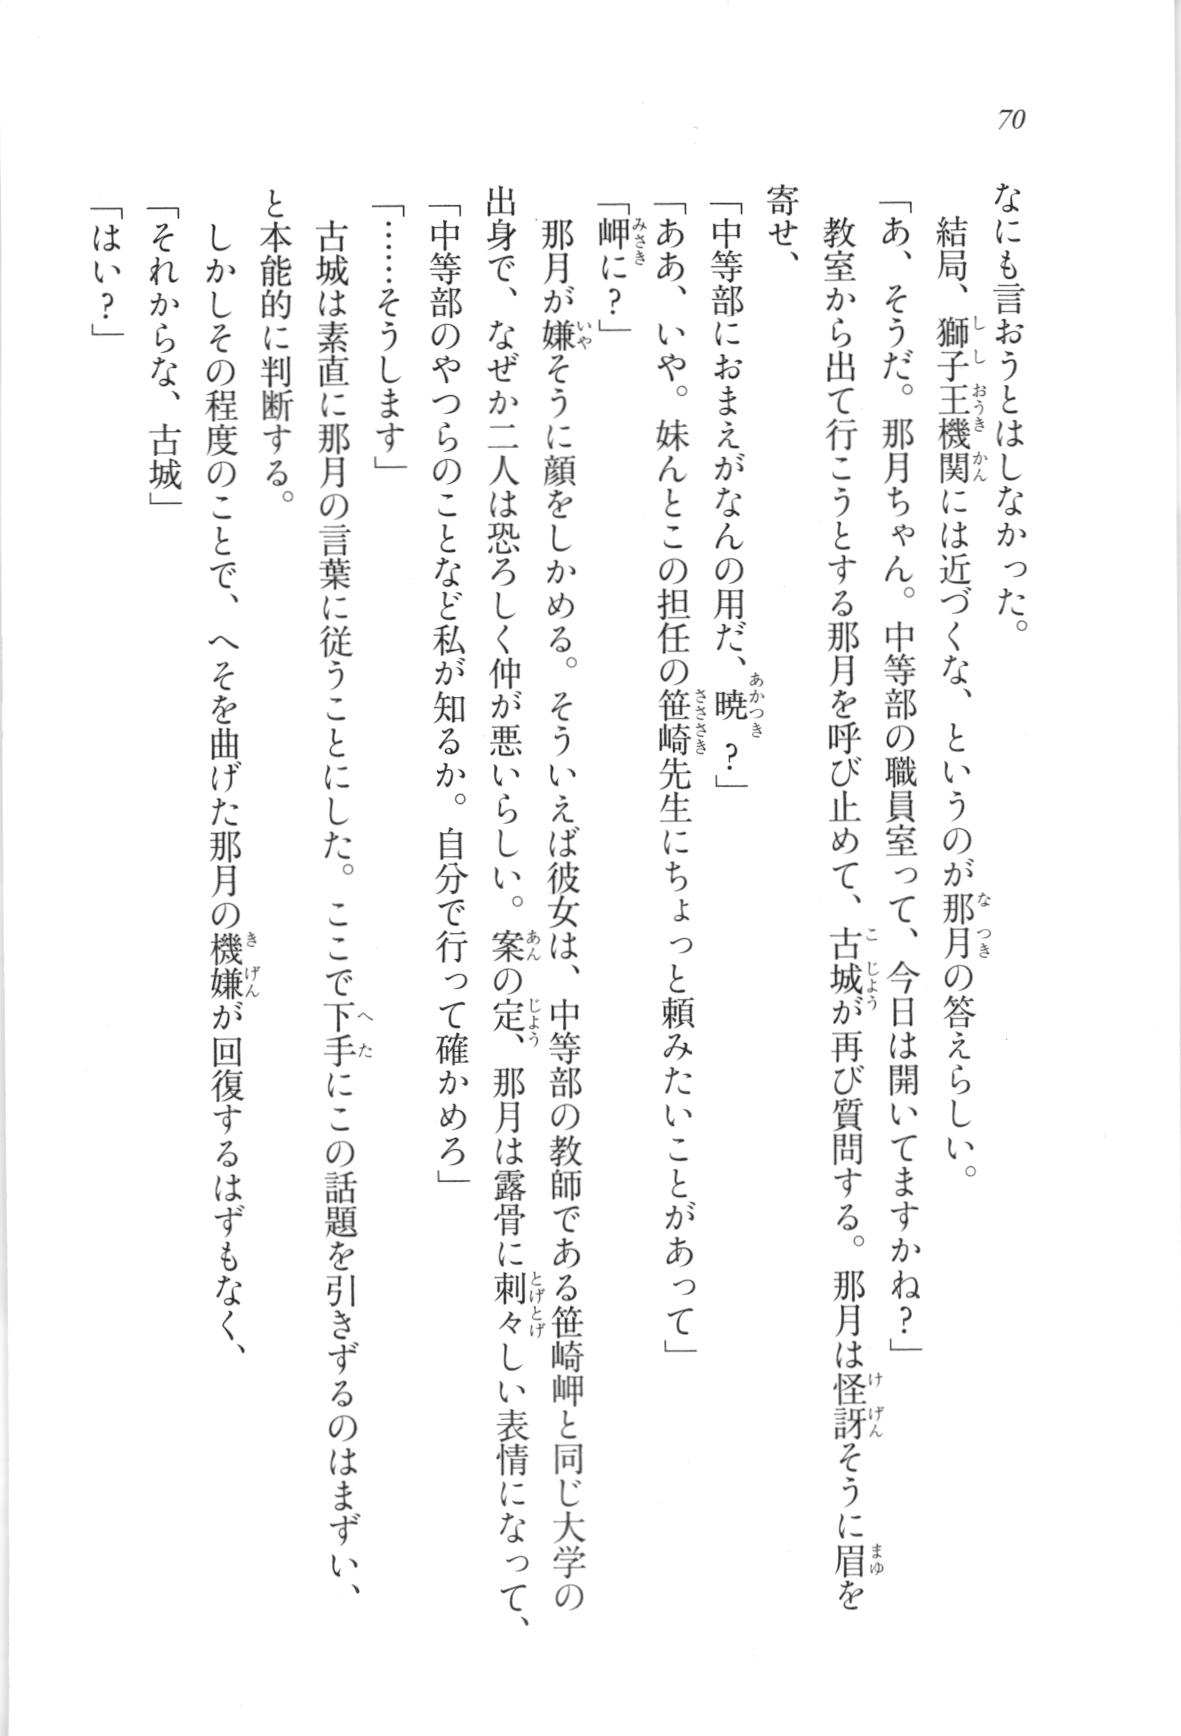 70
なにも言おうとはしなかった。
結局、獅子王機関には近づくな、というのが那月の答えらしい。
「あ、そうだ。那月ちゃん。中等部の職員室って、今日は開いてますかね?」
教室から出て行こうとする那月を呼び止めて、古城が再び質問する。那月は怪訝そうに眉を
寄せ、
「中等部におまえがなんの用だ、暁?」
「ああ、いや。妹んとこの担任の笹崎先生にちょっと頼みたいことがあって」
「岬に?」
那月が嫌そうに顔をしかめる。そういえば彼女は、中等部の教師である笹崎岬と同じ大学の
出身で、なぜか二人は恐ろしく仲が悪いらしい。案の定、那月は露骨に刺々しい表情になって、
「中等部のやつらのことなど私が知るか。自分で行って確かめろ」
「……そうします」
古城は素直に那月の言葉に従うことにした。ここで下手にこの話題を引きずるのはまずい、
と本能的に判断する。
しかしその程度のことで、へそを曲げた那月の機嫌が回復するはずもなく、
「それからな、古城」
「はい?」